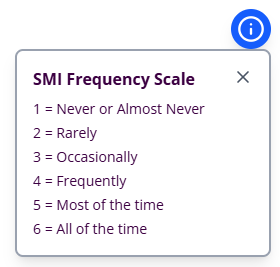 SMI Frequency Scale
1 = Never or Almost Never
2 = Rarely
3 = Occasionally
4 = Frequently
5 = Most of the time
6 = All of the time